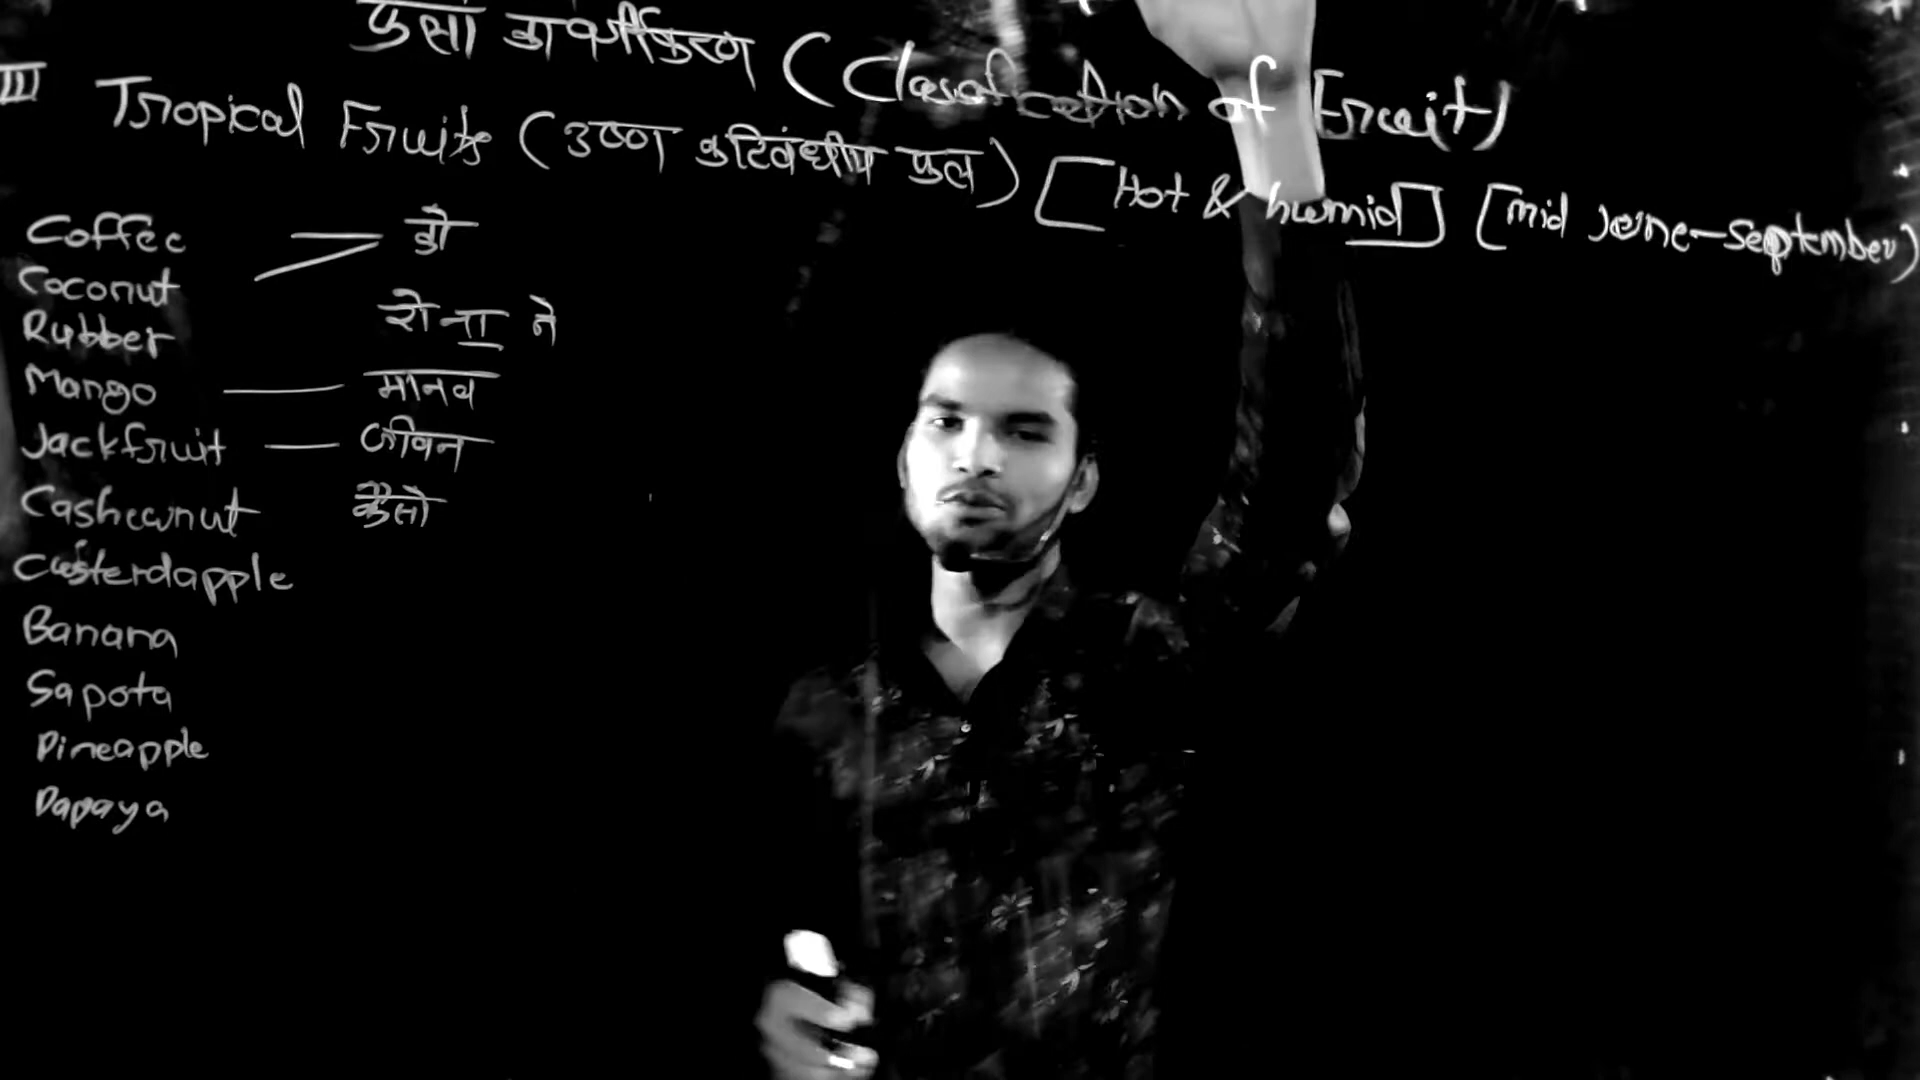 फलो का वर्गीकरण (Classification of Fruit)
III Tropical Fruits (उष्ण कटिबंधीय फल) [Hot & humid] [mid June-September)
Coffee
Coconut
Rubber
Mango
Jackfruit
Cashewnut
Custerdapple
Banana
Sapota
Pineapple
Papaya
को
रोना ने
मानव
जीवन